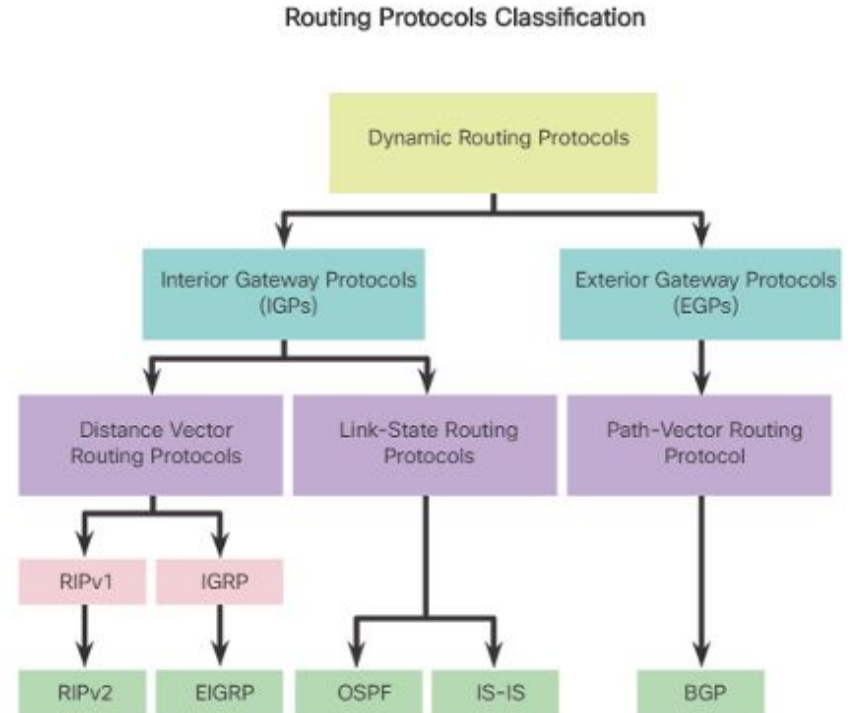 Routing Protocols Classification
Dynamic Routing Protocols
Interior Gateway Protocols
(IGPs)
Exterior Gateway Protocols
(EGPs)
Distance Vector
Routing Protocols
Link-State Routing
Protocols
Path-Vector Routing
Protocol
RIPv1
IGRP
RIPv2
EIGRP
OSPF
IS-IS
BGP